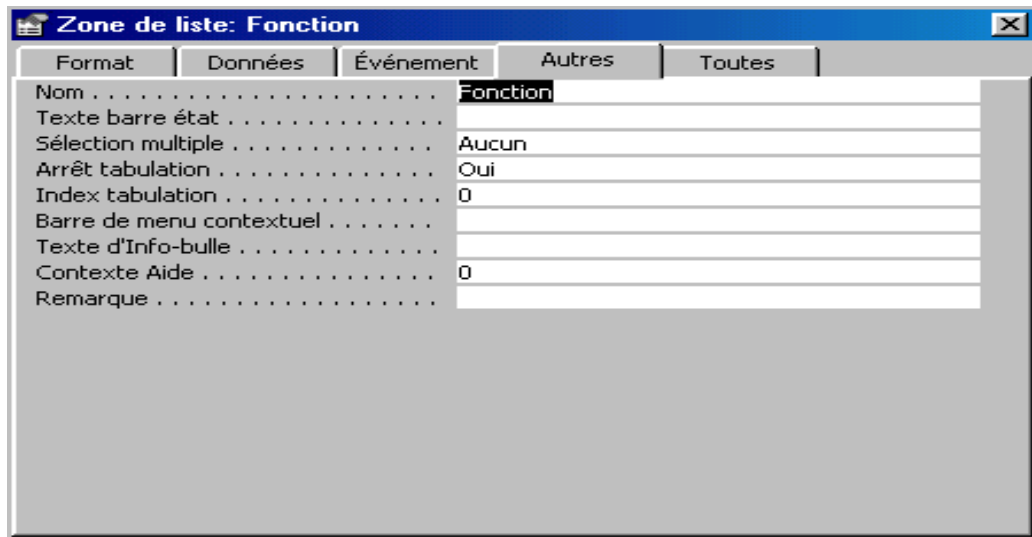 Zone de liste: Fonction
Format Données Événement Autres Toutes
Nom . . . . . . . . . . . . . . . . . . . . . . Fonction
Texte barre état . . . . . . . . . . . . . .
Sélection multiple . . . . . . . . . . . . . Aucun
Arrêt tabulation . . . . . . . . . . . . . . Oui
Index tabulation . . . . . . . . . . . . . . 0
Barre de menu contextuel . . . . . . .
Texte d'Info-bulle . . . . . . . . . . . . .
Contexte Aide . . . . . . . . . . . . . . . 0
Remarque . . . . . . . . . . . . . . . . . .